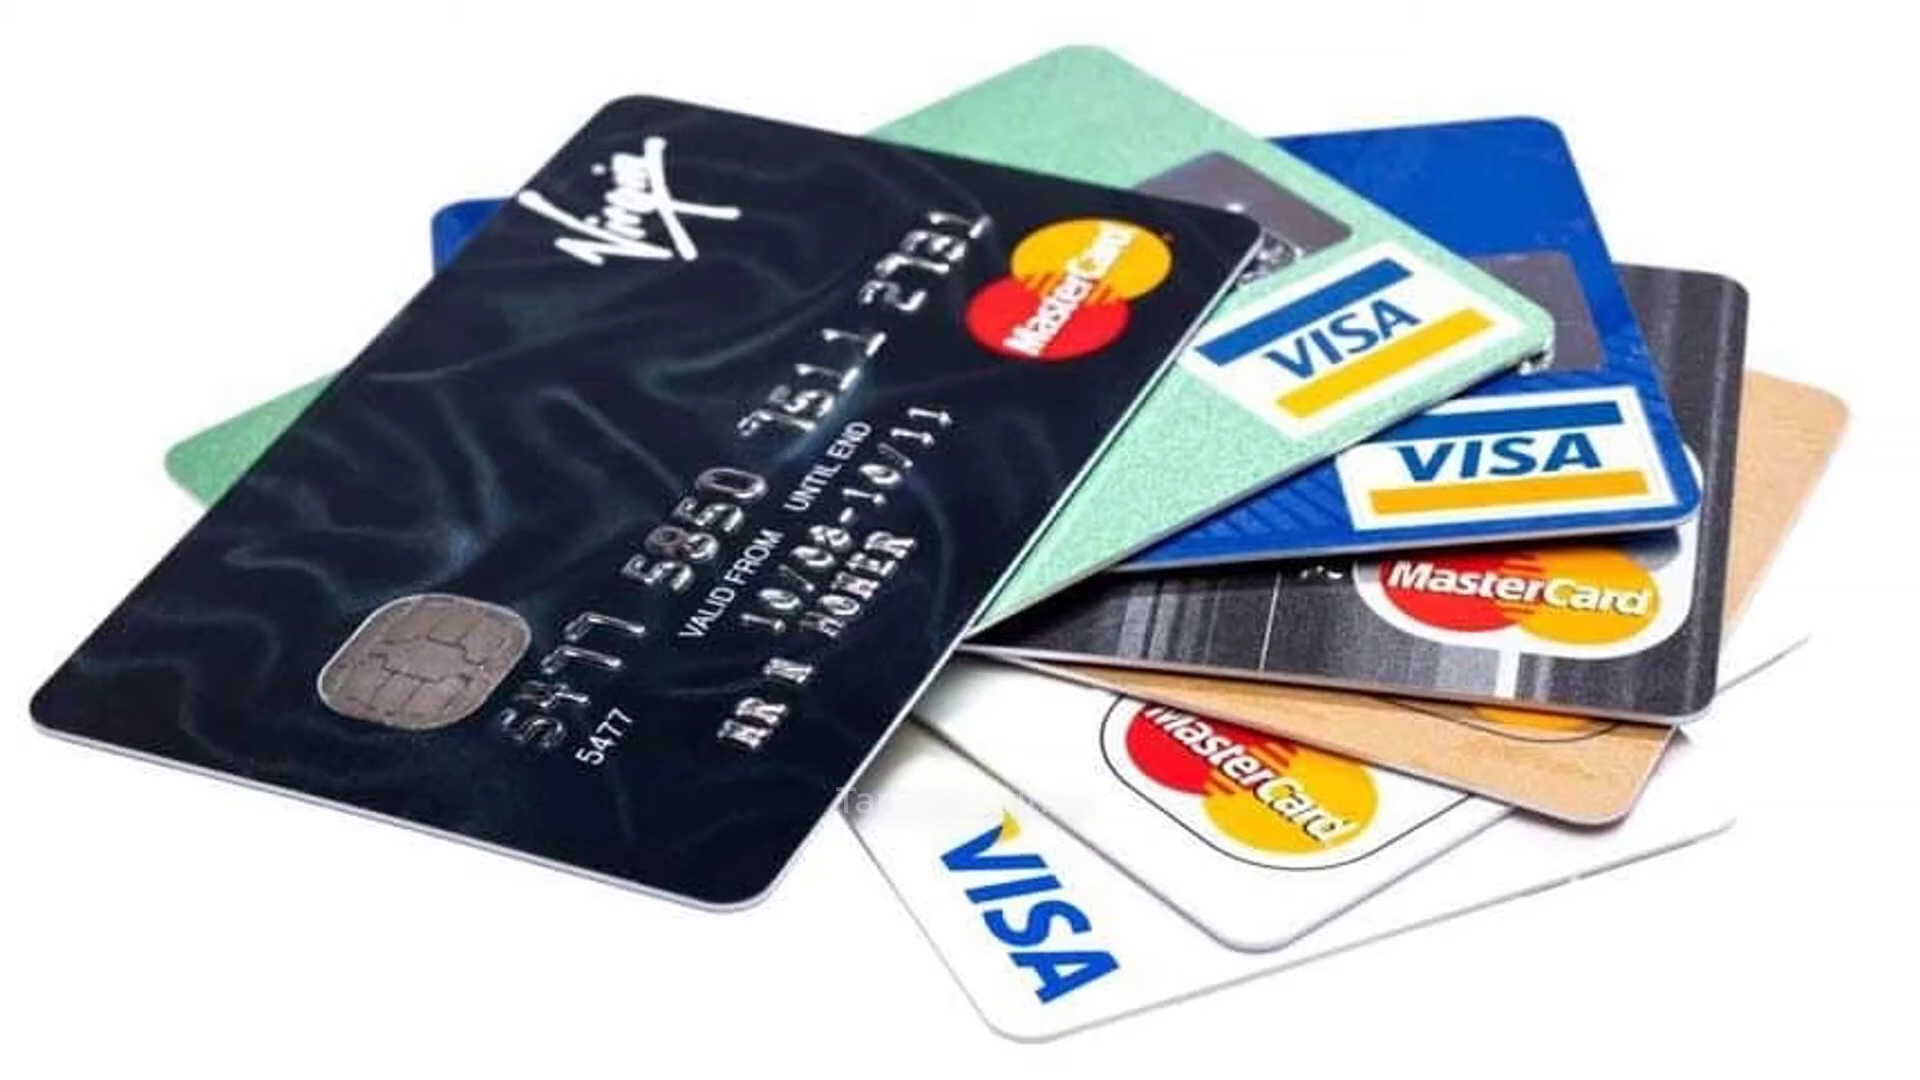 Virgin
MasterCard
5477 5850 7511 2731
5477
VALID FROM UNTIL END
10/08-10/11
MR N
VISA
VISA
MasterCard
MasterCard
VISA